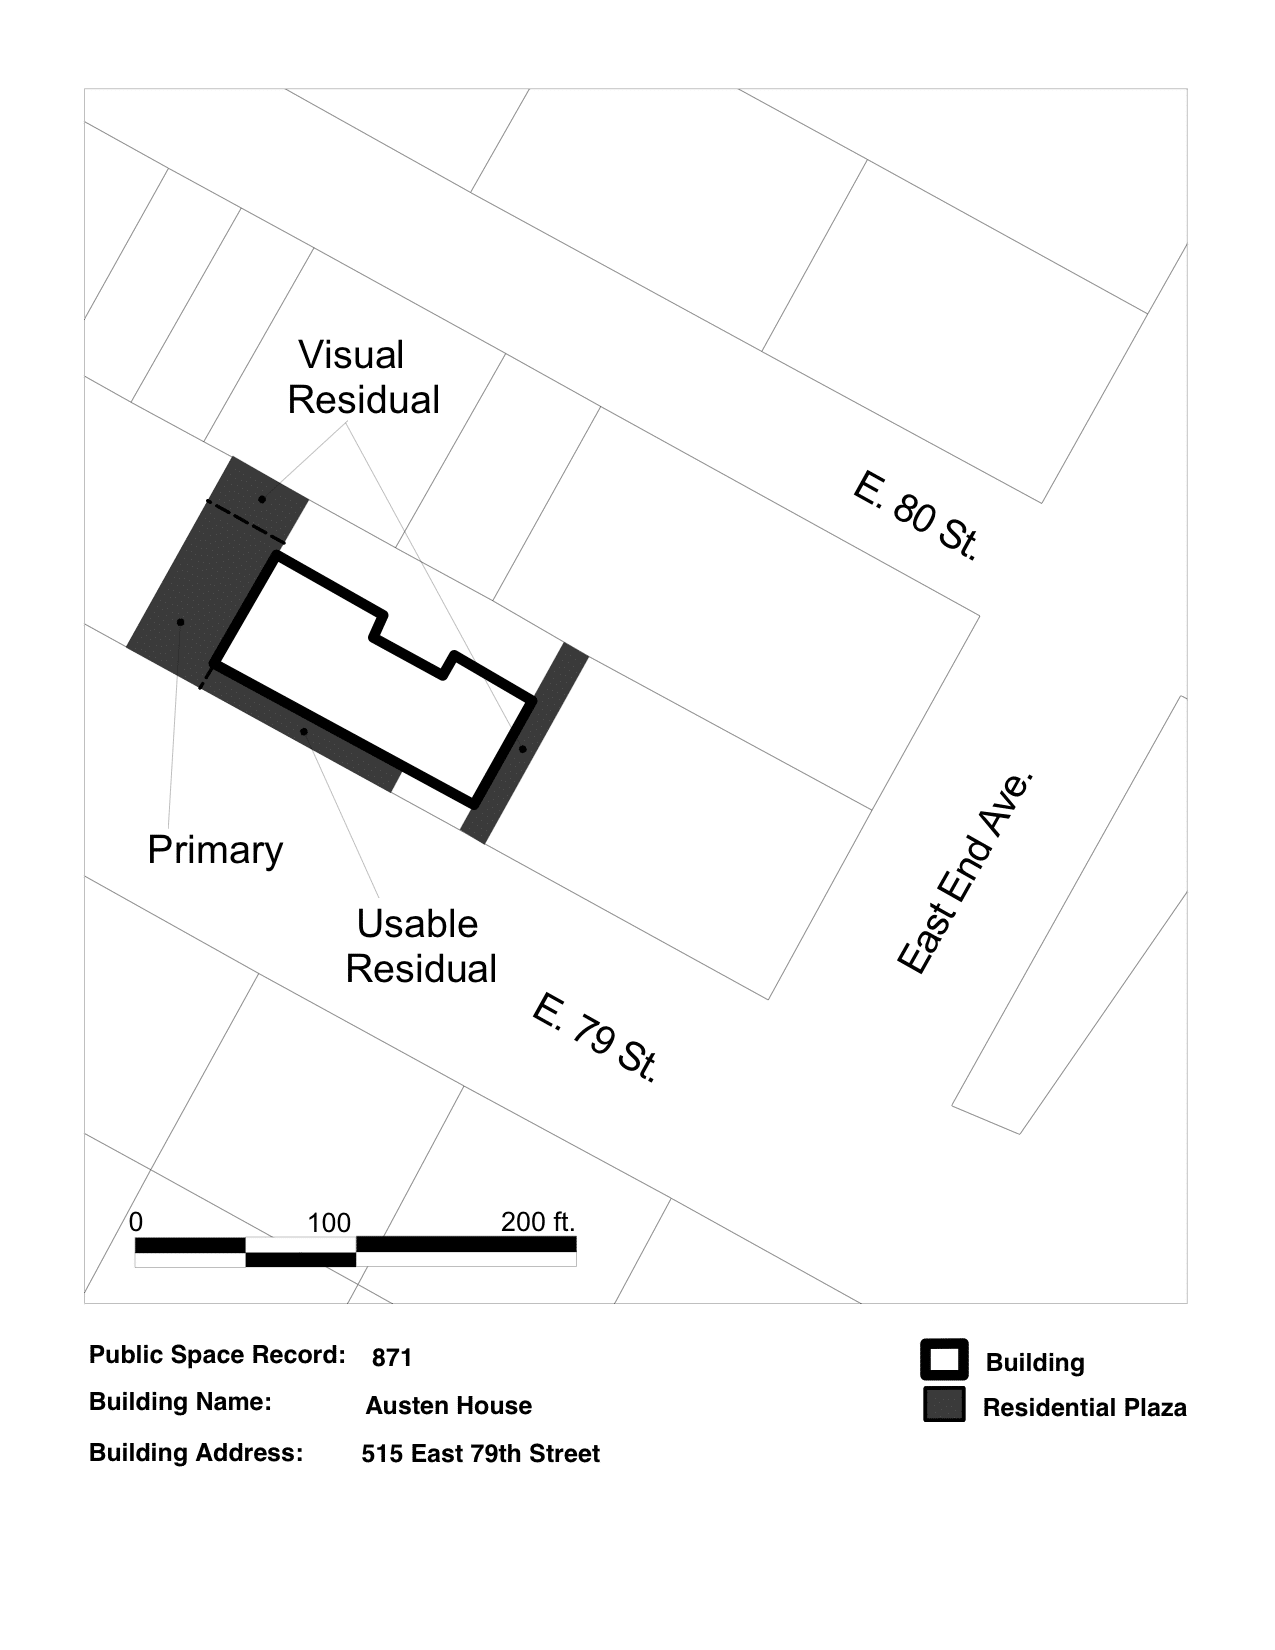 Visual
Residual
E. 80 St.
East End Ave.
Primary
Usable
Residual
E. 79 St.
0 100 200 ft.
Public Space Record: 871
Building Name: Austen House
Building Address: 515 East 79th Street
Building
Residential Plaza